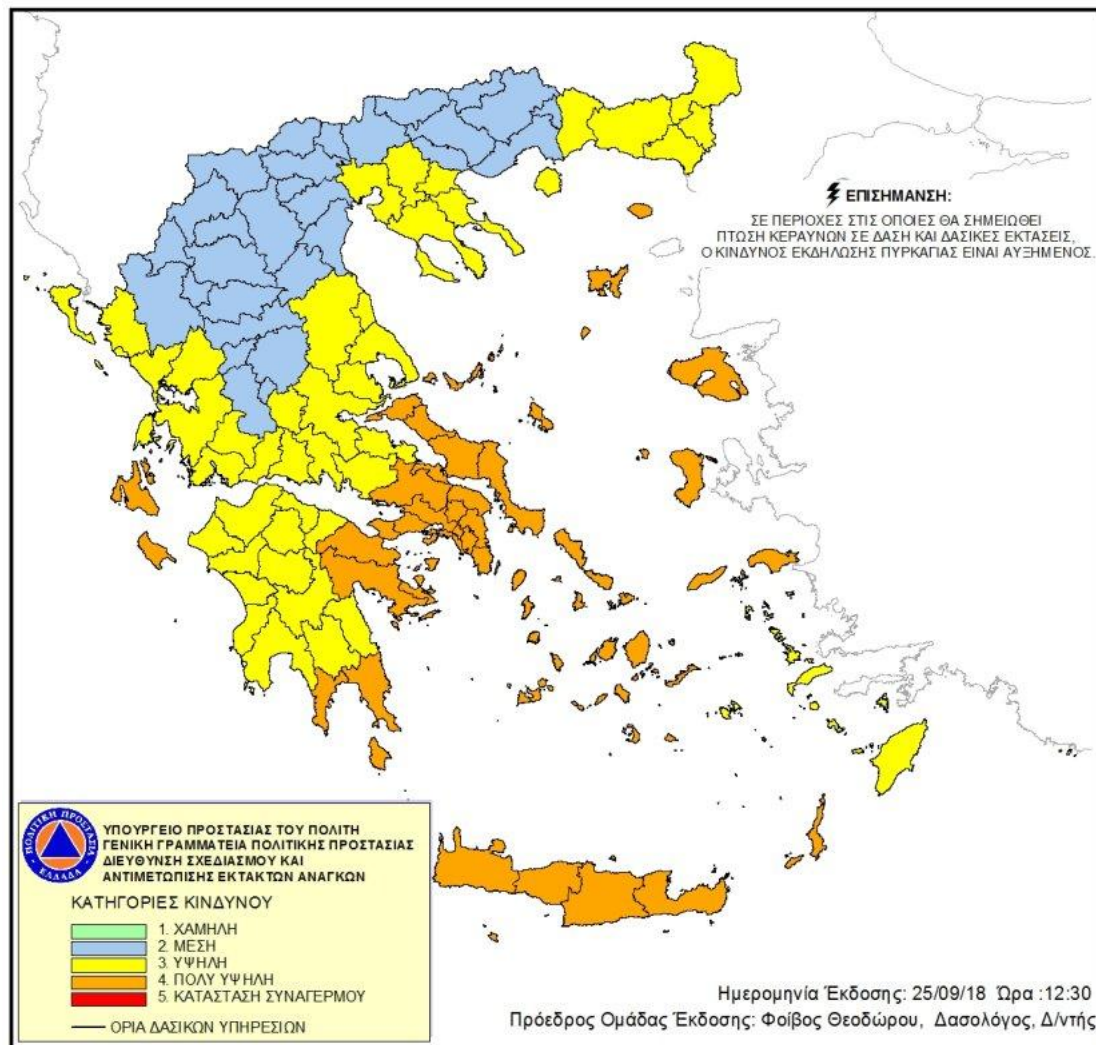 ΕΠΙΣΗΜΑΝΣΗ:
ΣΕ ΠΕΡΙΟΧΕΣ ΣΤΙΣ ΟΠΟΙΕΣ ΘΑ ΣΗΜΕΙΩΘΕΙ
ΠΤΩΣΗ ΚΕΡΑΥΝΩΝ ΣΕ ΔΑΣΗ ΚΑΙ ΔΑΣΙΚΕΣ ΕΚΤΑΣΕΙΣ,
Ο ΚΙΝΔΥΝΟΣ ΕΚΔΗΛΩΣΗΣ ΠΥΡΚΑΓΙΑΣ ΕΙΝΑΙ ΑΥΞΗΜΕΝΟΣ.
ΠΟΛΙΤΙΚΗ ΠΡΟΣΤΑΣΙΑ
ΕΛΛΑΔΑ
ΥΠΟΥΡΓΕΙΟ ΠΡΟΣΤΑΣΙΑΣ ΤΟΥ ΠΟΛΙΤΗ
ΓΕΝΙΚΗ ΓΡΑΜΜΑΤΕΙΑ ΠΟΛΙΤΙΚΗΣ ΠΡΟΣΤΑΣΙΑΣ
ΔΙΕΥΘΥΝΣΗ ΣΧΕΔΙΑΣΜΟΥ ΚΑΙ
ΑΝΤΙΜΕΤΩΠΙΣΗΣ ΕΚΤΑΚΤΩΝ ΑΝΑΓΚΩΝ
ΚΑΤΗΓΟΡΙΕΣ ΚΙΝΔΥΝΟΥ
1. ΧΑΜΗΛΗ
2. ΜΕΣΗ
3. ΥΨΗΛΗ
4. ΠΟΛΥ ΥΨΗΛΗ
5. ΚΑΤΑΣΤΑΣΗ ΣΥΝΑΓΕΡΜΟΥ
ΟΡΙΑ ΔΑΣΙΚΩΝ ΥΠΗΡΕΣΙΩΝ
Ημερομηνία Έκδοσης: 25/09/18 Ώρα :12:30
Πρόεδρος Ομάδας Έκδοσης: Φοίβος Θεοδώρου, Δασολόγος, Δ/ντής